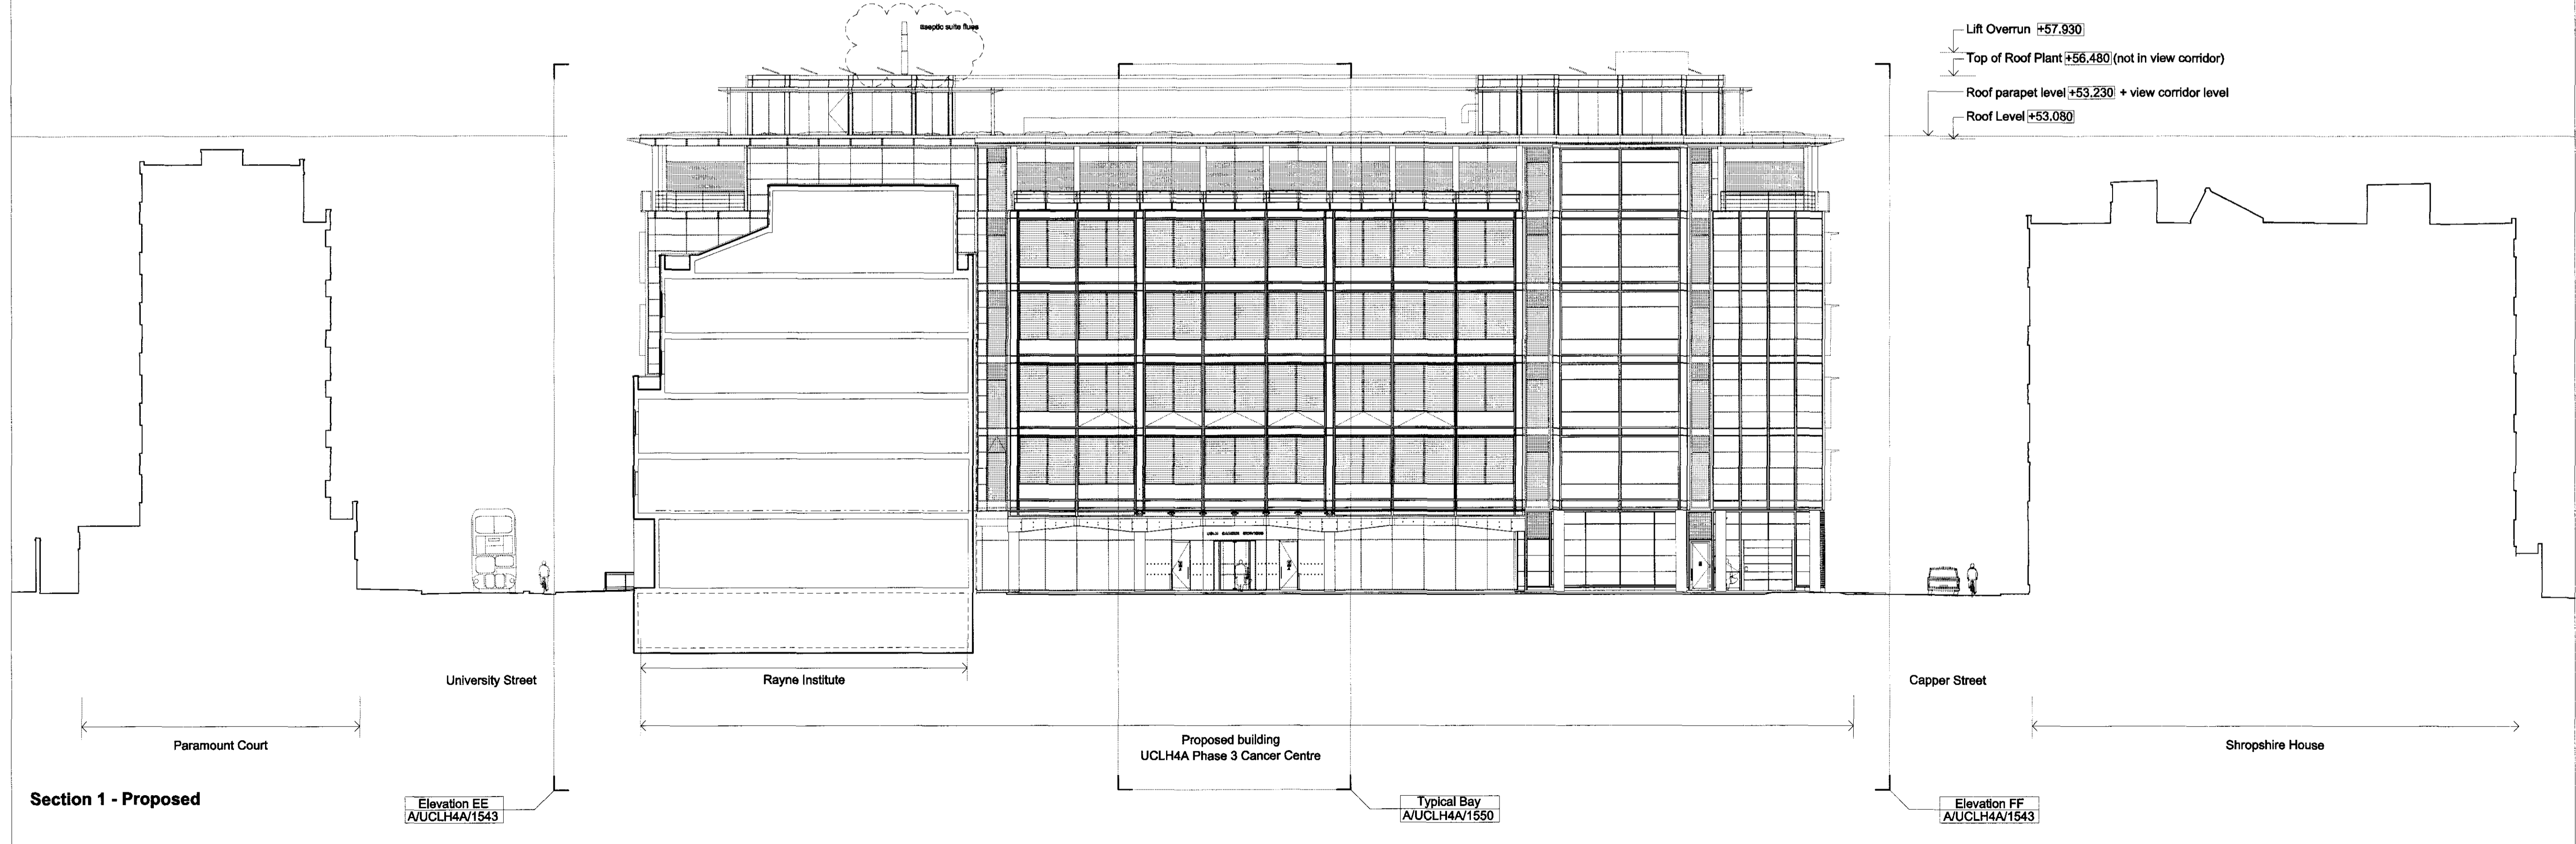 aseptic suite flues
Lift Overrun +57.930
Top of Roof Plant +56.480 (not in view corridor)
Roof parapet level +53.230 + view corridor level
Roof Level +53.080
CANCER
University Street
Rayne Institute
Capper Street
Paramount Court
Proposed building
UCLH4A Phase 3 Cancer Centre
Shropshire House
Section 1 - Proposed
Elevation EE
A/UCLH4A/1543
Typical Bay
A/UCLH4A/1550
Elevation FF
A/UCLH4A/1543